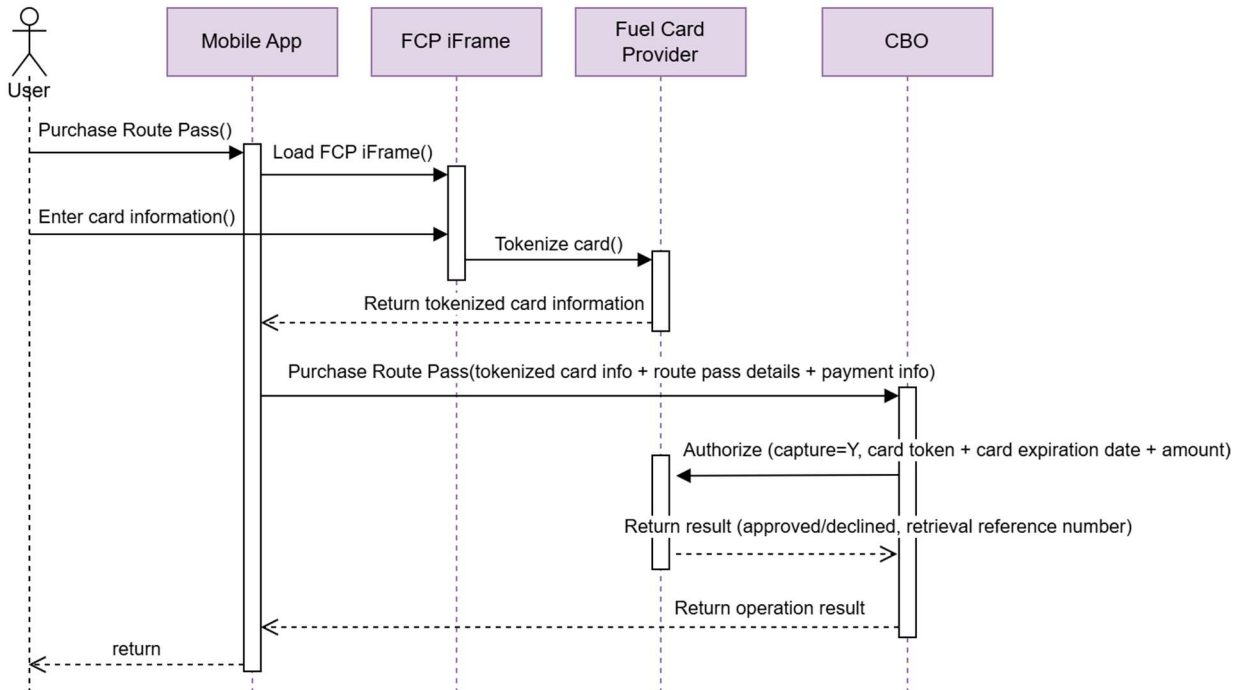 Mobile App
FCP iFrame
Fuel Card
Provider
CBO
User
Purchase Route Pass()
Load FCP iFrame()
Enter card information()
Tokenize card()
Return tokenized card information
Purchase Route Pass(tokenized card info + route pass details + payment info)
Authorize (capture=Y, card token + card expiration date + amount)
Return result (approved/declined, retrieval reference number)
Return operation result
return